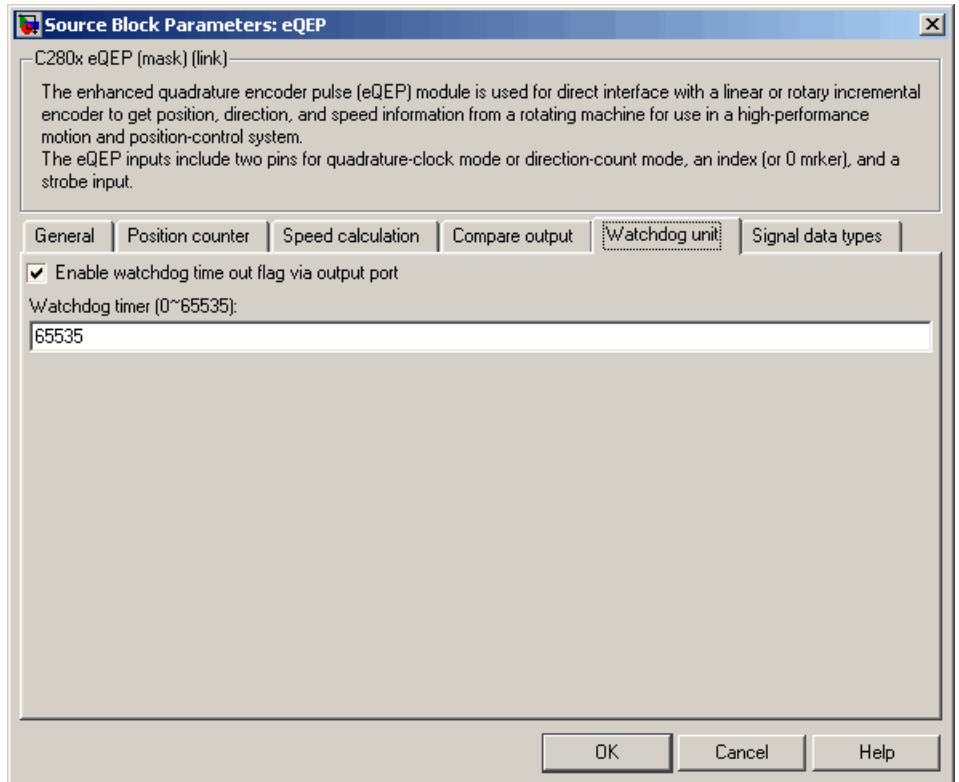 Source Block Parameters: eQEP
C280x eQEP (mask) (link)
The enhanced quadrature encoder pulse (eQEP) module is used for direct interface with a linear or rotary incremental
encoder to get position, direction, and speed information from a rotating machine for use in a high-performance
motion and position-control system.
The eQEP inputs include two pins for quadrature-clock mode or direction-count mode, an index (or 0 mrker), and a
strobe input.
General Position counter Speed calculation Compare output Watchdog unit Signal data types
Enable watchdog time out flag via output port
Watchdog timer (0~65535):
65535
OK Cancel Help